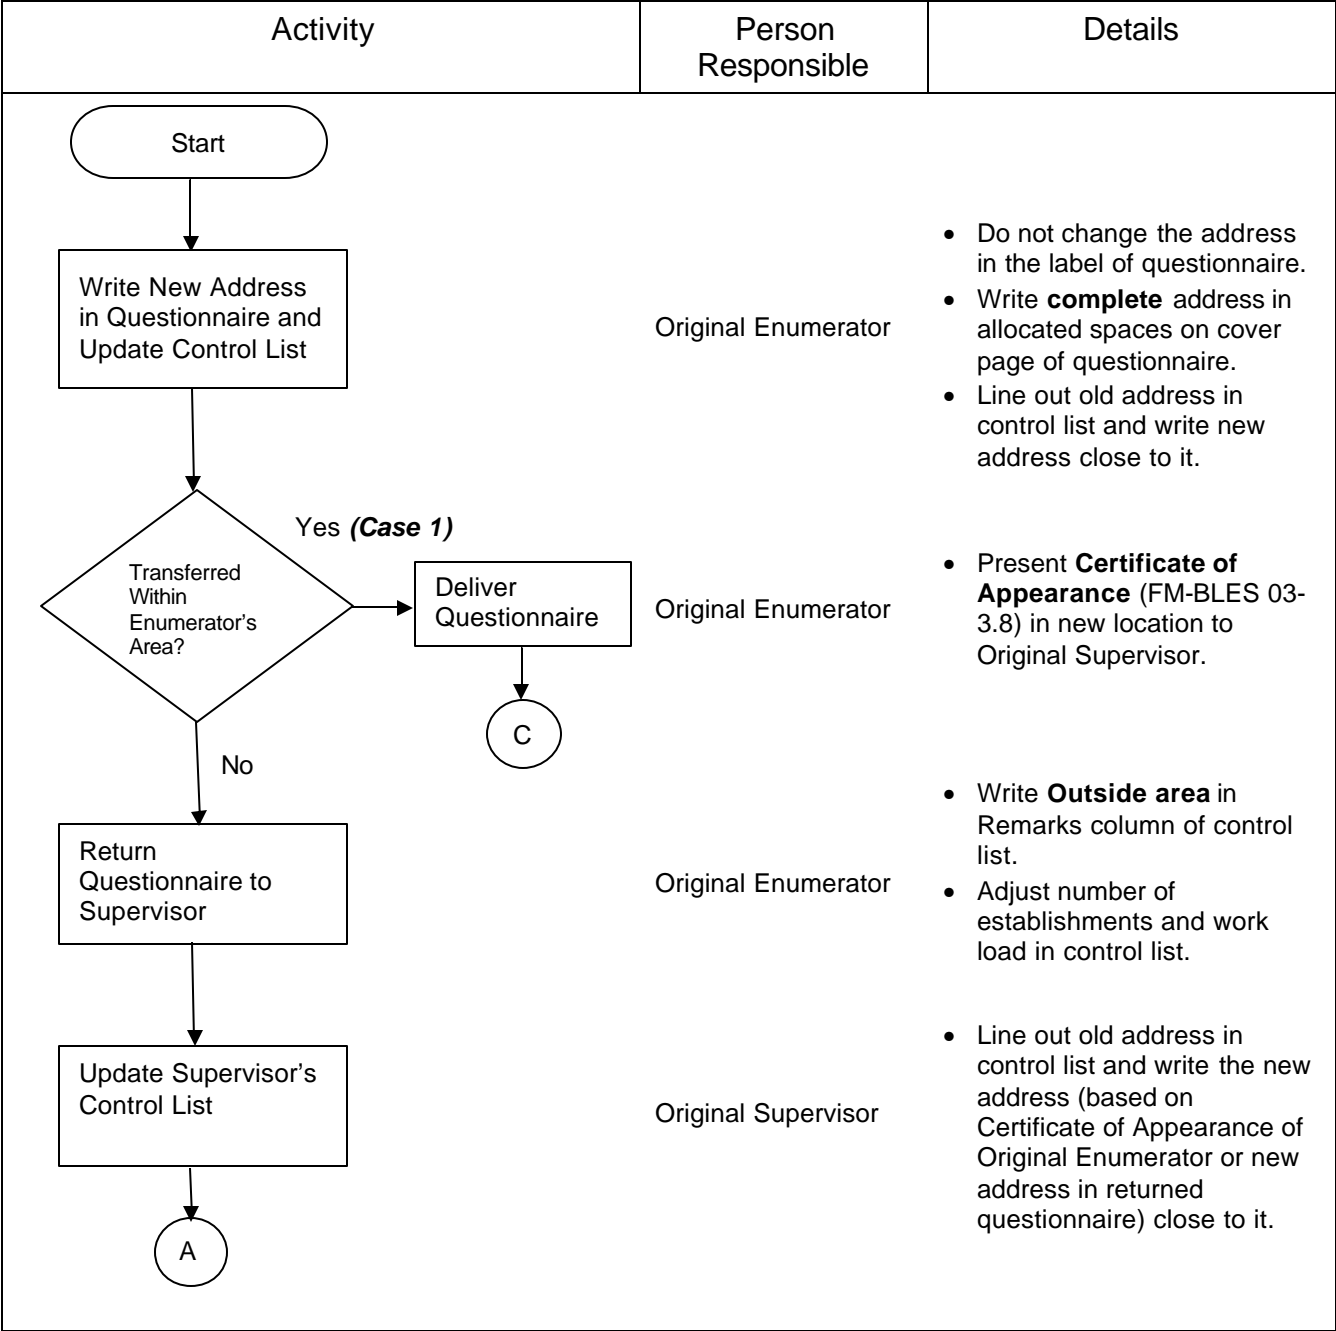 Activity
Person
Responsible
Details
Start
Write New Address
in Questionnaire and
Update Control List
Original Enumerator
• Do not change the address
in the label of questionnaire.
• Write complete address in
allocated spaces on cover
page of questionnaire.
• Line out old address in
control list and write new
address close to it.
Transferred
Within
Enumerator's
Area?
Yes (Case 1)
Deliver
Questionnaire
Original Enumerator
• Present Certificate of
Appearance (FM-BLES 03-
3.8) in new location to
Original Supervisor.
C
No
Return
Questionnaire to
Supervisor
Original Enumerator
• Write Outside area in
Remarks column of control
list.
• Adjust number of
establishments and work
load in control list.
Update Supervisor's
Control List
Original Supervisor
• Line out old address in
control list and write the new
address (based on
Certificate of Appearance of
Original Enumerator or new
address in returned
questionnaire) close to it.
A